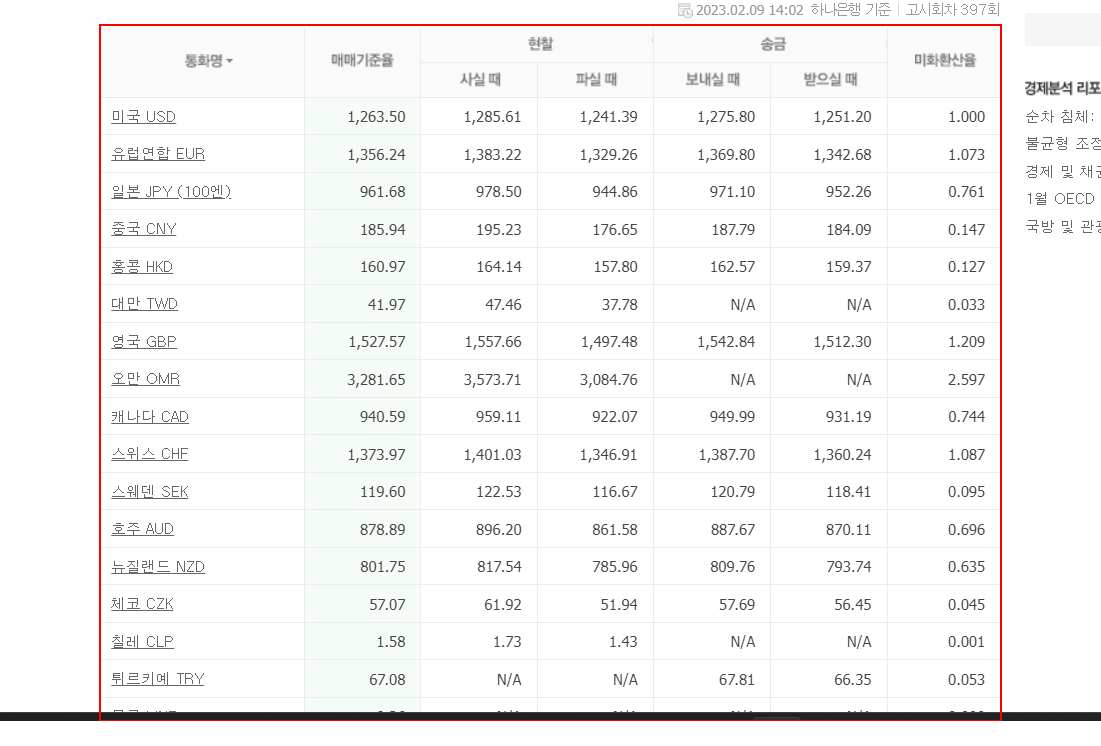 2023.02.09 14:02 하나은행 기준 | 고시회차 397회
통화명 매매기준율 현찰 송금 미화환산율
사실 때 파실 때 보내실 때 받으실 때
미국 USD 1,263.50 1,285.61 1,241.39 1,275.80 1,251.20 1.000
유럽연합 EUR 1,356.24 1,383.22 1,329.26 1,369.80 1,342.68 1.073
일본 JPY (100엔) 961.68 978.50 944.86 971.10 952.26 0.761
중국 CNY 185.94 195.23 176.65 187.79 184.09 0.147
홍콩 HKD 160.97 164.14 157.80 162.57 159.37 0.127
대만 TWD 41.97 47.46 37.78 N/A N/A 0.033
영국 GBP 1,527.57 1,557.66 1,497.48 1,542.84 1,512.30 1.209
오만 OMR 3,281.65 3,573.71 3,084.76 N/A N/A 2.597
캐나다 CAD 940.59 959.11 922.07 949.99 931.19 0.744
스위스 CHF 1,373.97 1,401.03 1,346.91 1,387.70 1,360.24 1.087
스웨덴 SEK 119.60 122.53 116.67 120.79 118.41 0.095
호주 AUD 878.89 896.20 861.58 887.67 870.11 0.696
뉴질랜드 NZD 801.75 817.54 785.96 809.76 793.74 0.635
체코 CZK 57.07 61.92 51.94 57.69 56.45 0.045
칠레 CLP 1.58 1.73 1.43 N/A N/A 0.001
튀르키예 TRY 67.08 N/A N/A 67.81 66.35 0.053
경제분석 리포
순차 침체:
불균형 조정
경제 및 채권
1월 OECD
국방 및 관광